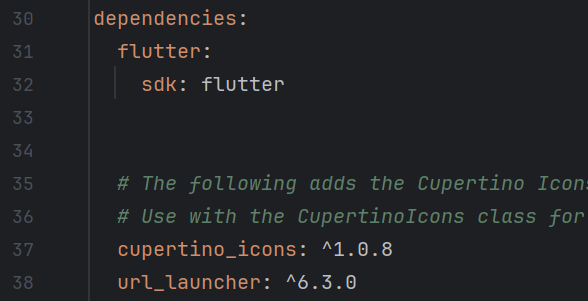 30 dependencies:
31   flutter:
32     sdk: flutter
33
34
35   # The following adds the Cupertino Icons
36   # Use with the CupertinoIcons class for
37   cupertino_icons: ^1.0.8
38   url_launcher: ^6.3.0